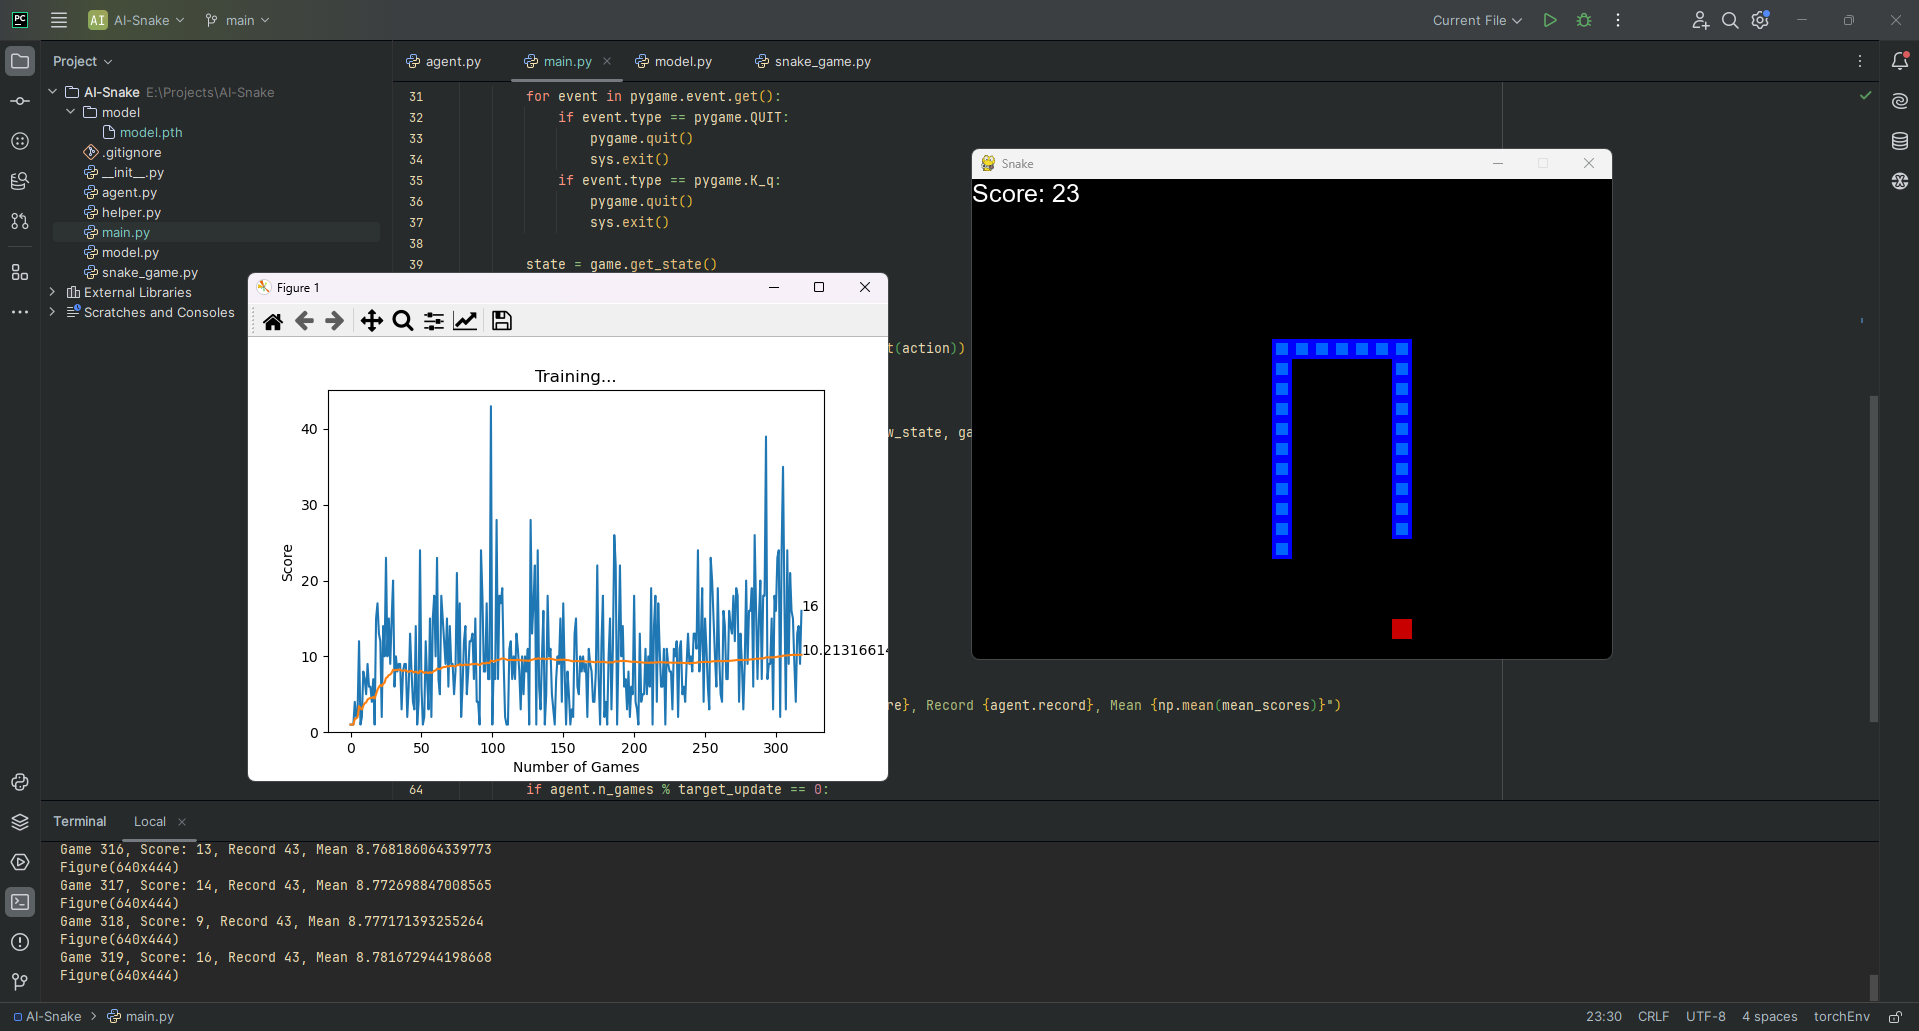 PC
AI AI-Snake main Current File
Project
agent.py main.py model.py snake_game.py
AI-Snake E:\Projects\AI-Snake
model
model.pth
.gitignore
__init__.py
agent.py
helper.py
main.py
model.py
snake_game.py
External Libraries
Scratches and Consoles
31 for event in pygame.event.get():
32 if event.type == pygame.QUIT:
33 pygame.quit()
34 sys.exit()
35 if event.type == pygame.K_q:
36 pygame.quit()
37 sys.exit()
38
39 state = game.get_state()
t(action))
w_state, ga
re}, Record {agent.record}, Mean {np.mean(mean_scores)}")
64 if agent.n_games % target_update == 0:
Figure 1
Training...
Score
40
30
20
10
0
16
10.21316614
0 50 100 150 200 250 300
Number of Games
Snake
Score: 23
Terminal Local
Game 316, Score: 13, Record 43, Mean 8.768186064339773
Figure(640x444)
Game 317, Score: 14, Record 43, Mean 8.772698847008565
Figure(640x444)
Game 318, Score: 9, Record 43, Mean 8.777171393255264
Figure(640x444)
Game 319, Score: 16, Record 43, Mean 8.781672944198668
Figure(640x444)
AI-Snake main.py 23:30 CRLF UTF-8 4 spaces torchEnv